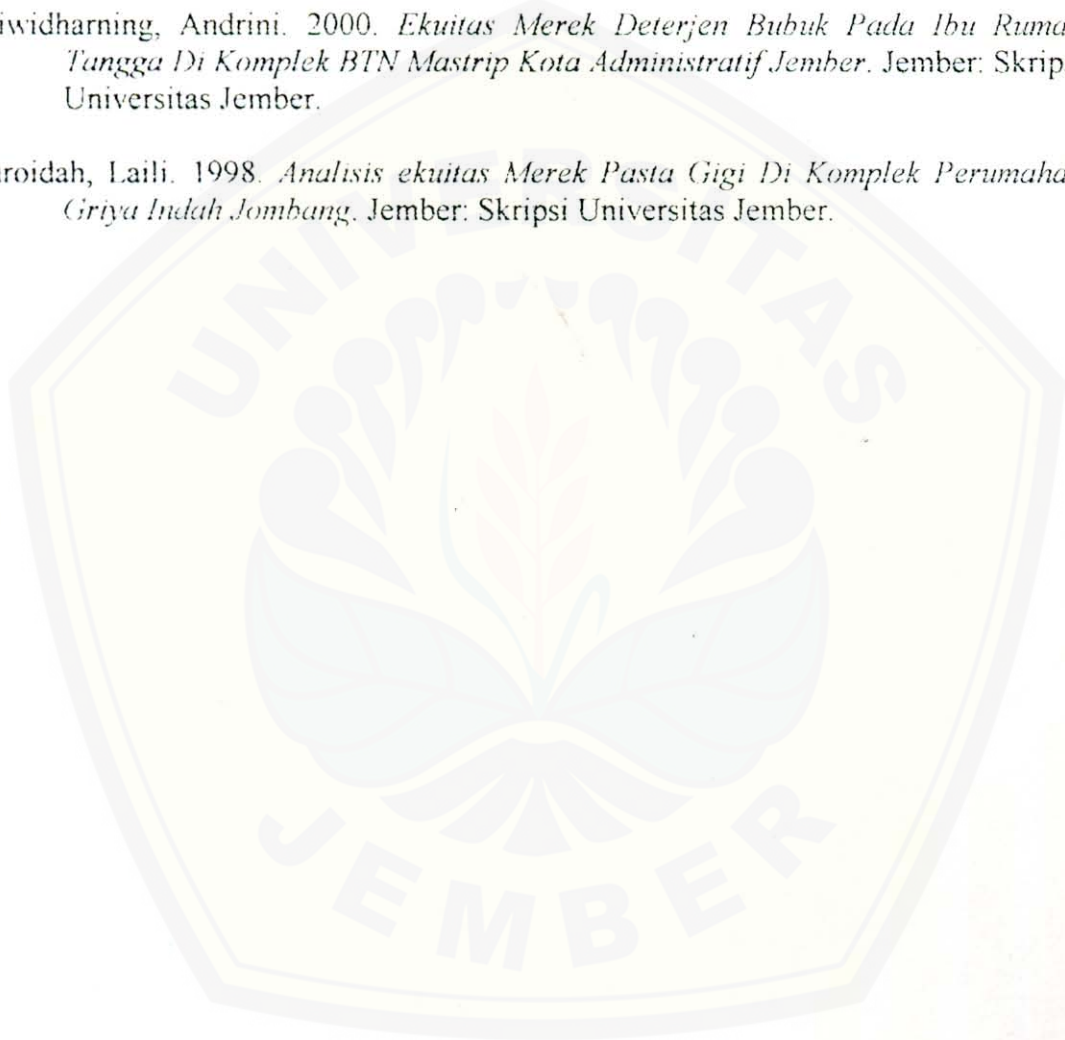 iwidharning, Andrini. 2000. Ekuitas Merek Deterjen Bubuk Pada Ibu Ruma
Tangga Di Komplek BTN Mastrip Kota Administratif Jember. Jember: Skrip
Universitas Jember.
roidah, Laili. 1998. Analisis ekuitas Merek Pasta Gigi Di Komplek Perumaha
Griya Indah Jombang. Jember: Skripsi Universitas Jember.
UNIVERSITAS
JEMBER